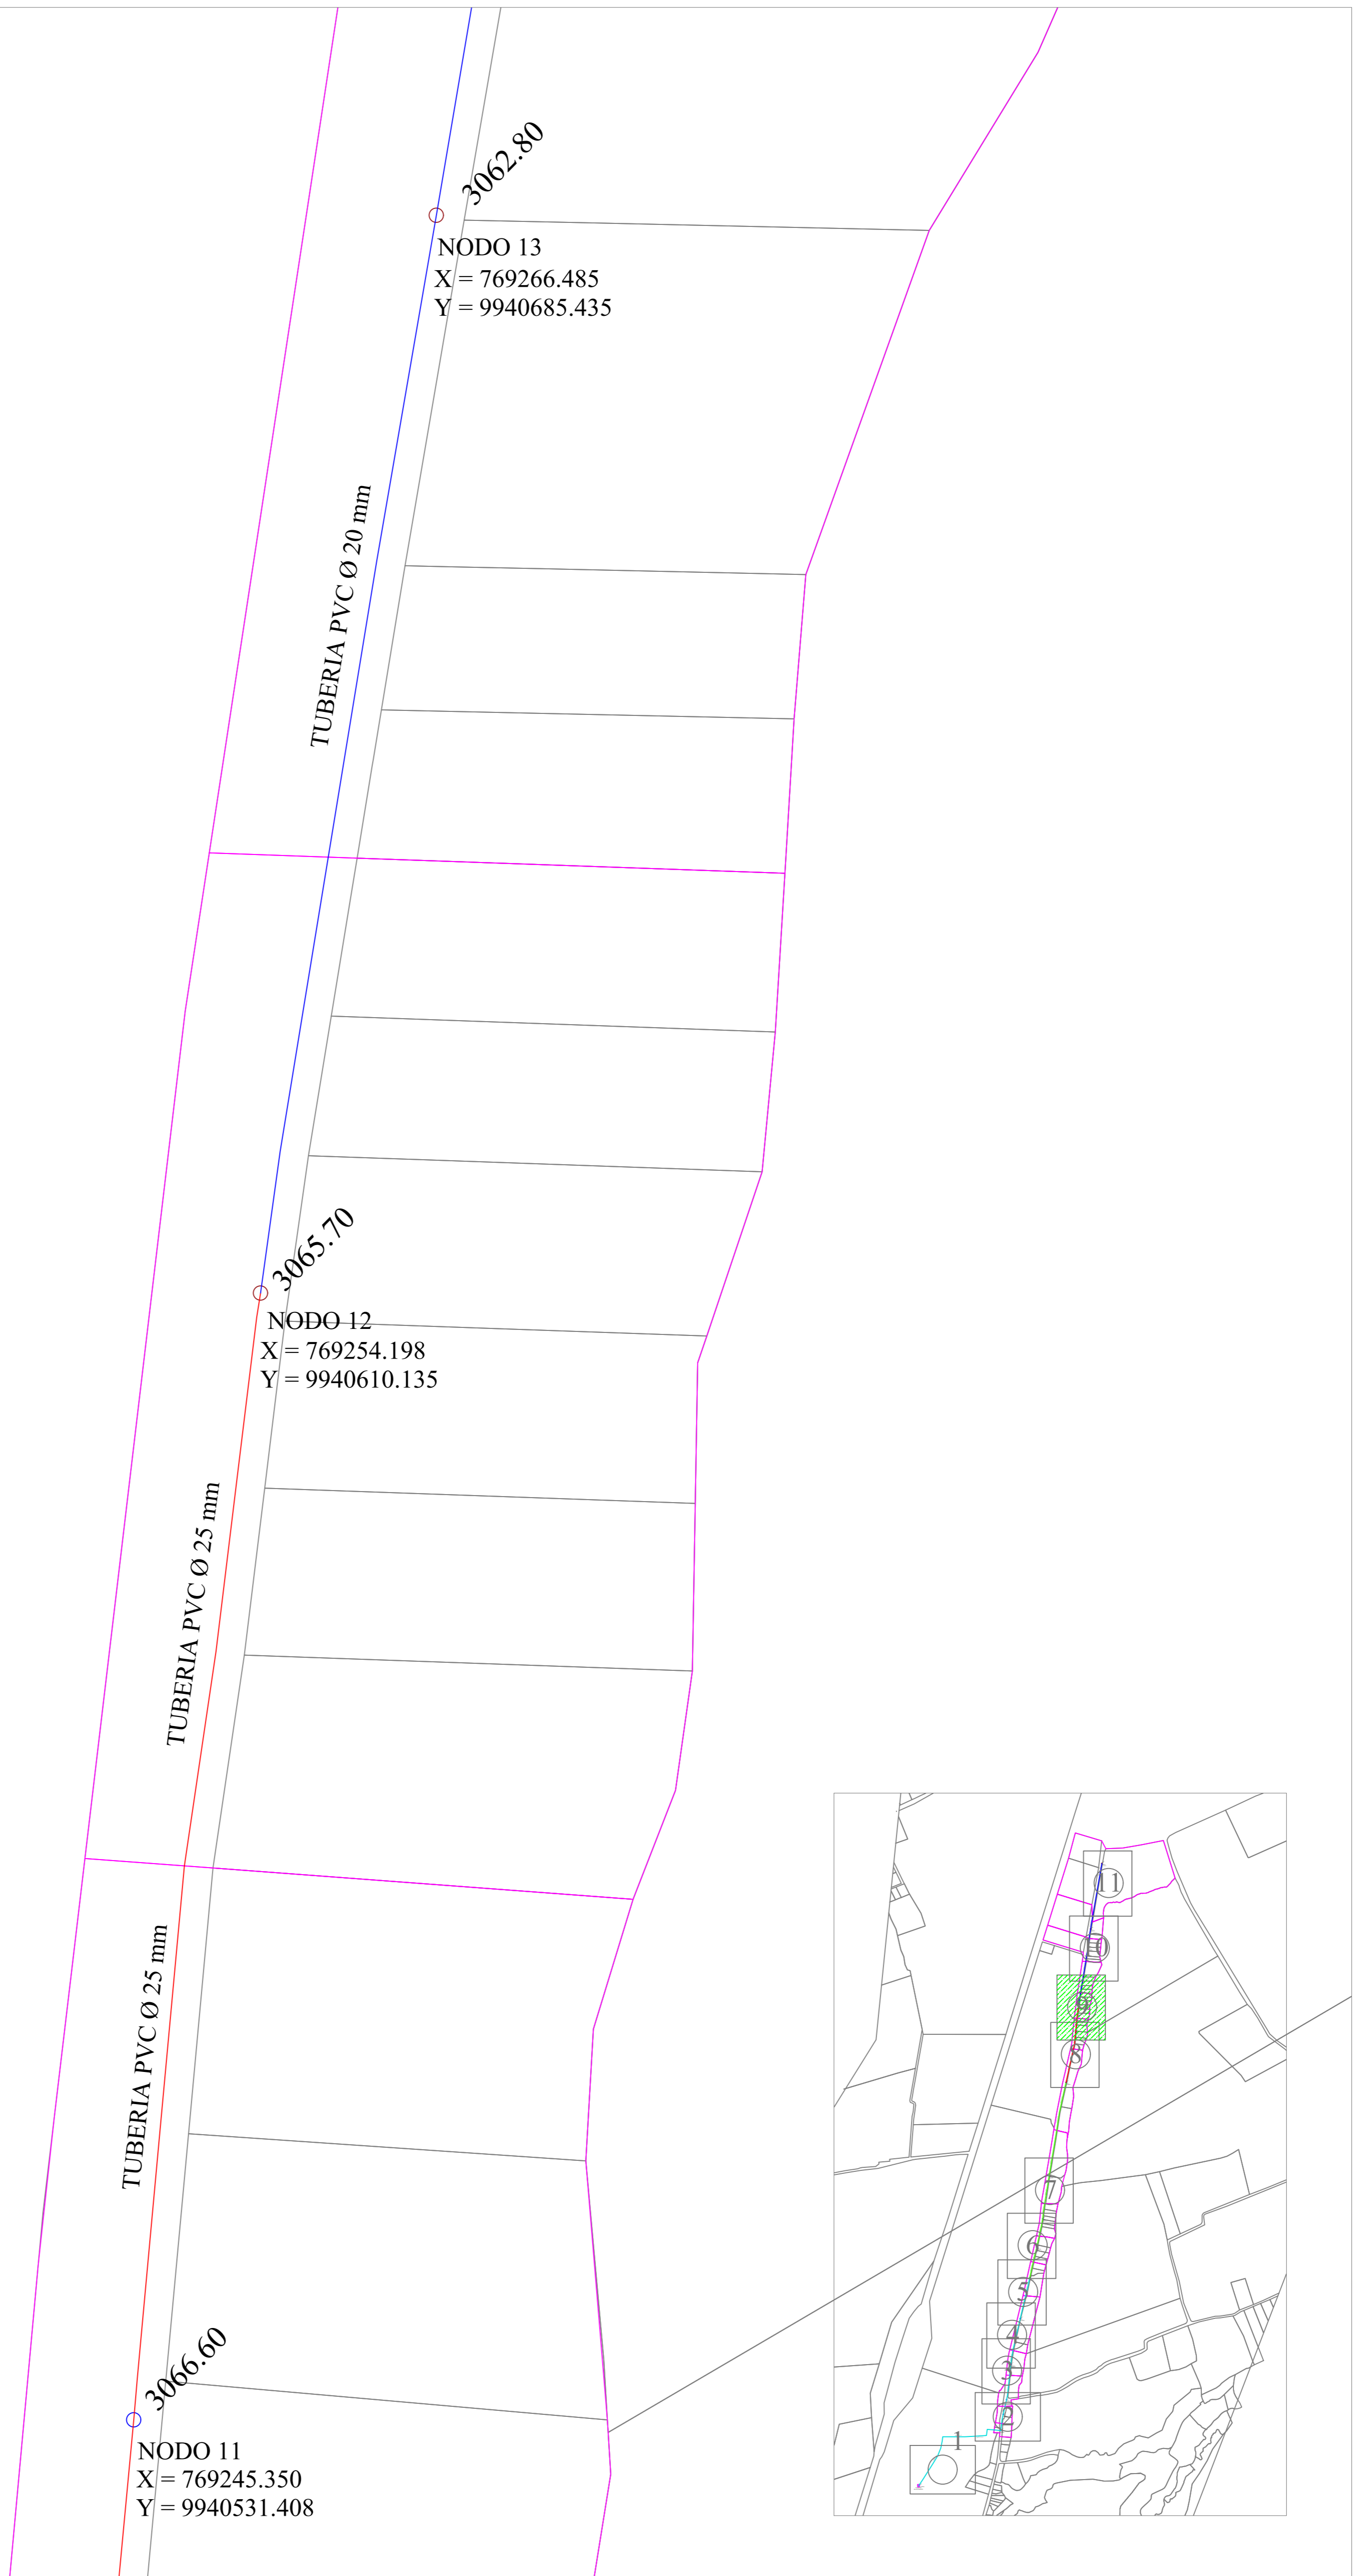 3062.80
NODO 13
X = 769266.485
Y = 9940685.435
TUBERIA PVC Ø 20 mm
3065.70
NODO 12
X = 769254.198
Y = 9940610.135
TUBERIA PVC Ø 25 mm
TUBERIA PVC Ø 25 mm
3066.60
NODO 11
X = 769245.350
Y = 9940531.408
11
10
9
8
7
6
5
4
3
2
1